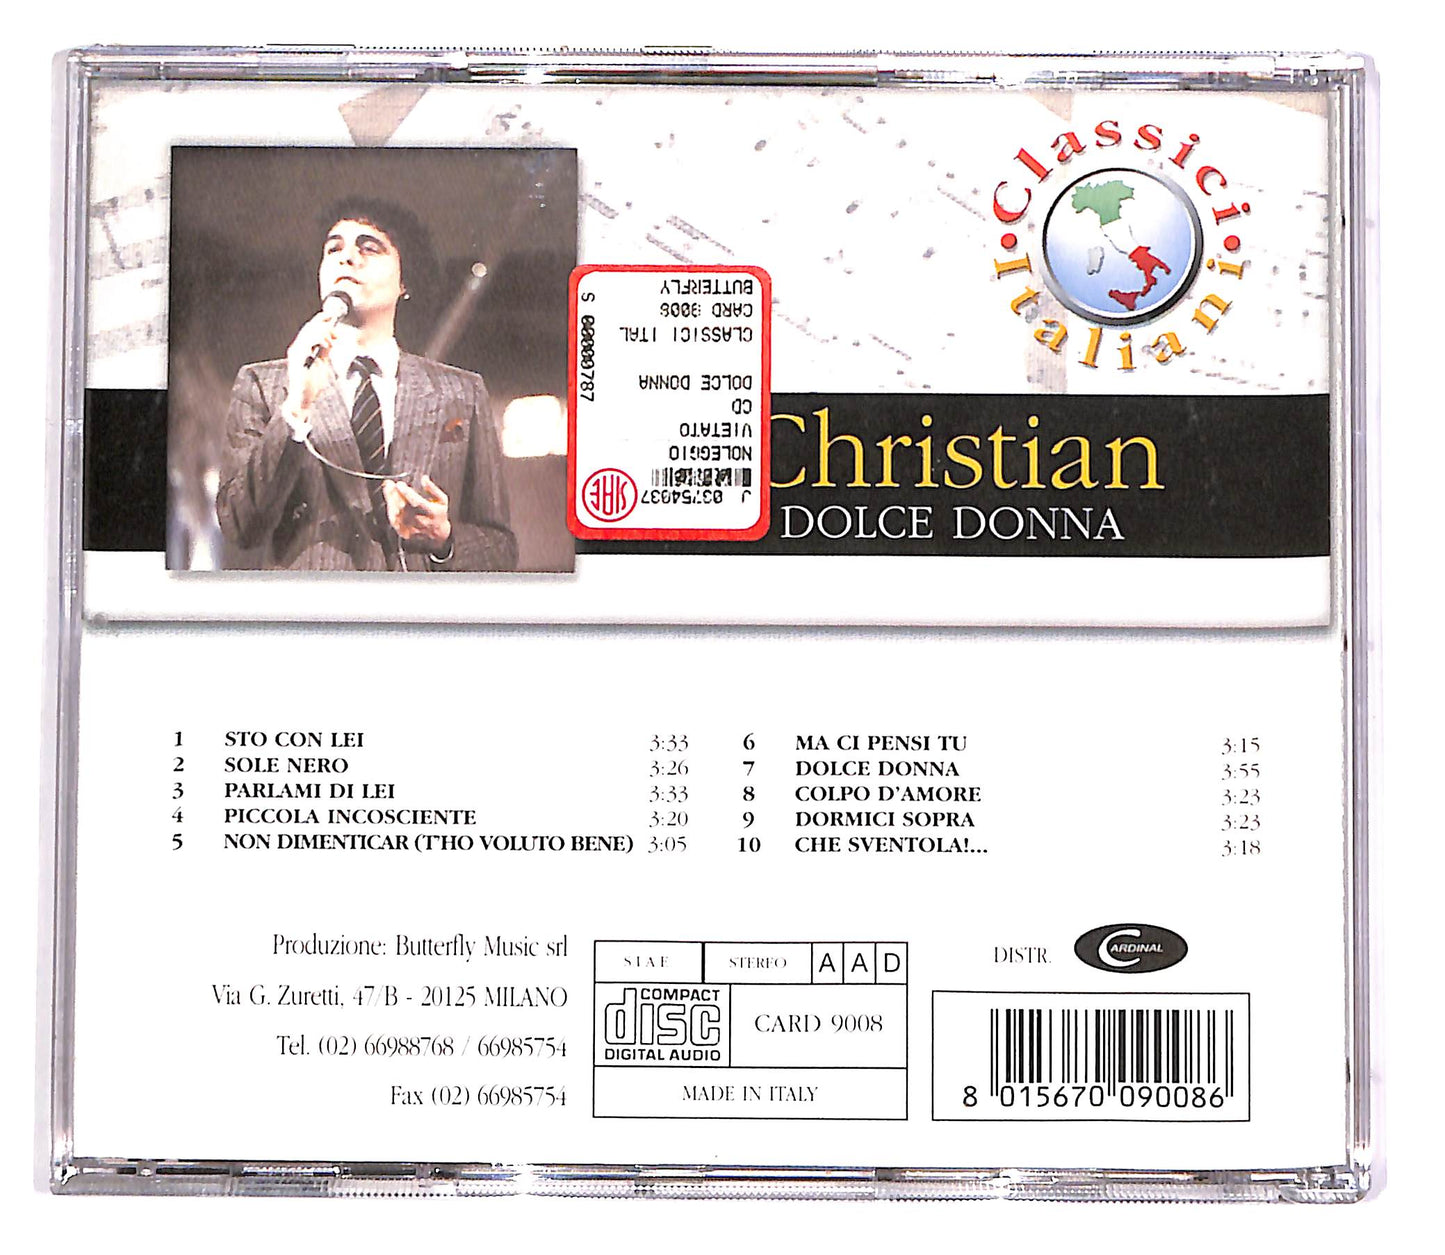 Classici
Italiani
BUTTERFLY
CARD 9008
CLASSICI ITAL
DOLCE DONNA
CD
VIETATO
NOLEGGIO
J 03754037
SIAE
S 00000787
Christian
DOLCE DONNA
1 STO CON LEI 3:33
2 SOLE NERO 3:26
3 PARLAMI DI LEI 3:33
4 PICCOLA INCOSCIENTE 3:20
5 NON DIMENTICAR (T'HO VOLUTO BENE) 3:05
6 MA CI PENSI TU 3:15
7 DOLCE DONNA 3:55
8 COLPO D'AMORE 3:23
9 DORMICI SOPRA 3:23
10 CHE SVENTOLA!... 3:18
Produzione: Butterfly Music srl
Via G. Zuretti, 47/B - 20125 MILANO
Tel. (02) 66988768 / 66985754
Fax (02) 66985754
SIAE STEREO AAD
COMPACT
disc
DIGITAL AUDIO
CARD 9008
MADE IN ITALY
DISTR. CARDINAL
8 015670 090086